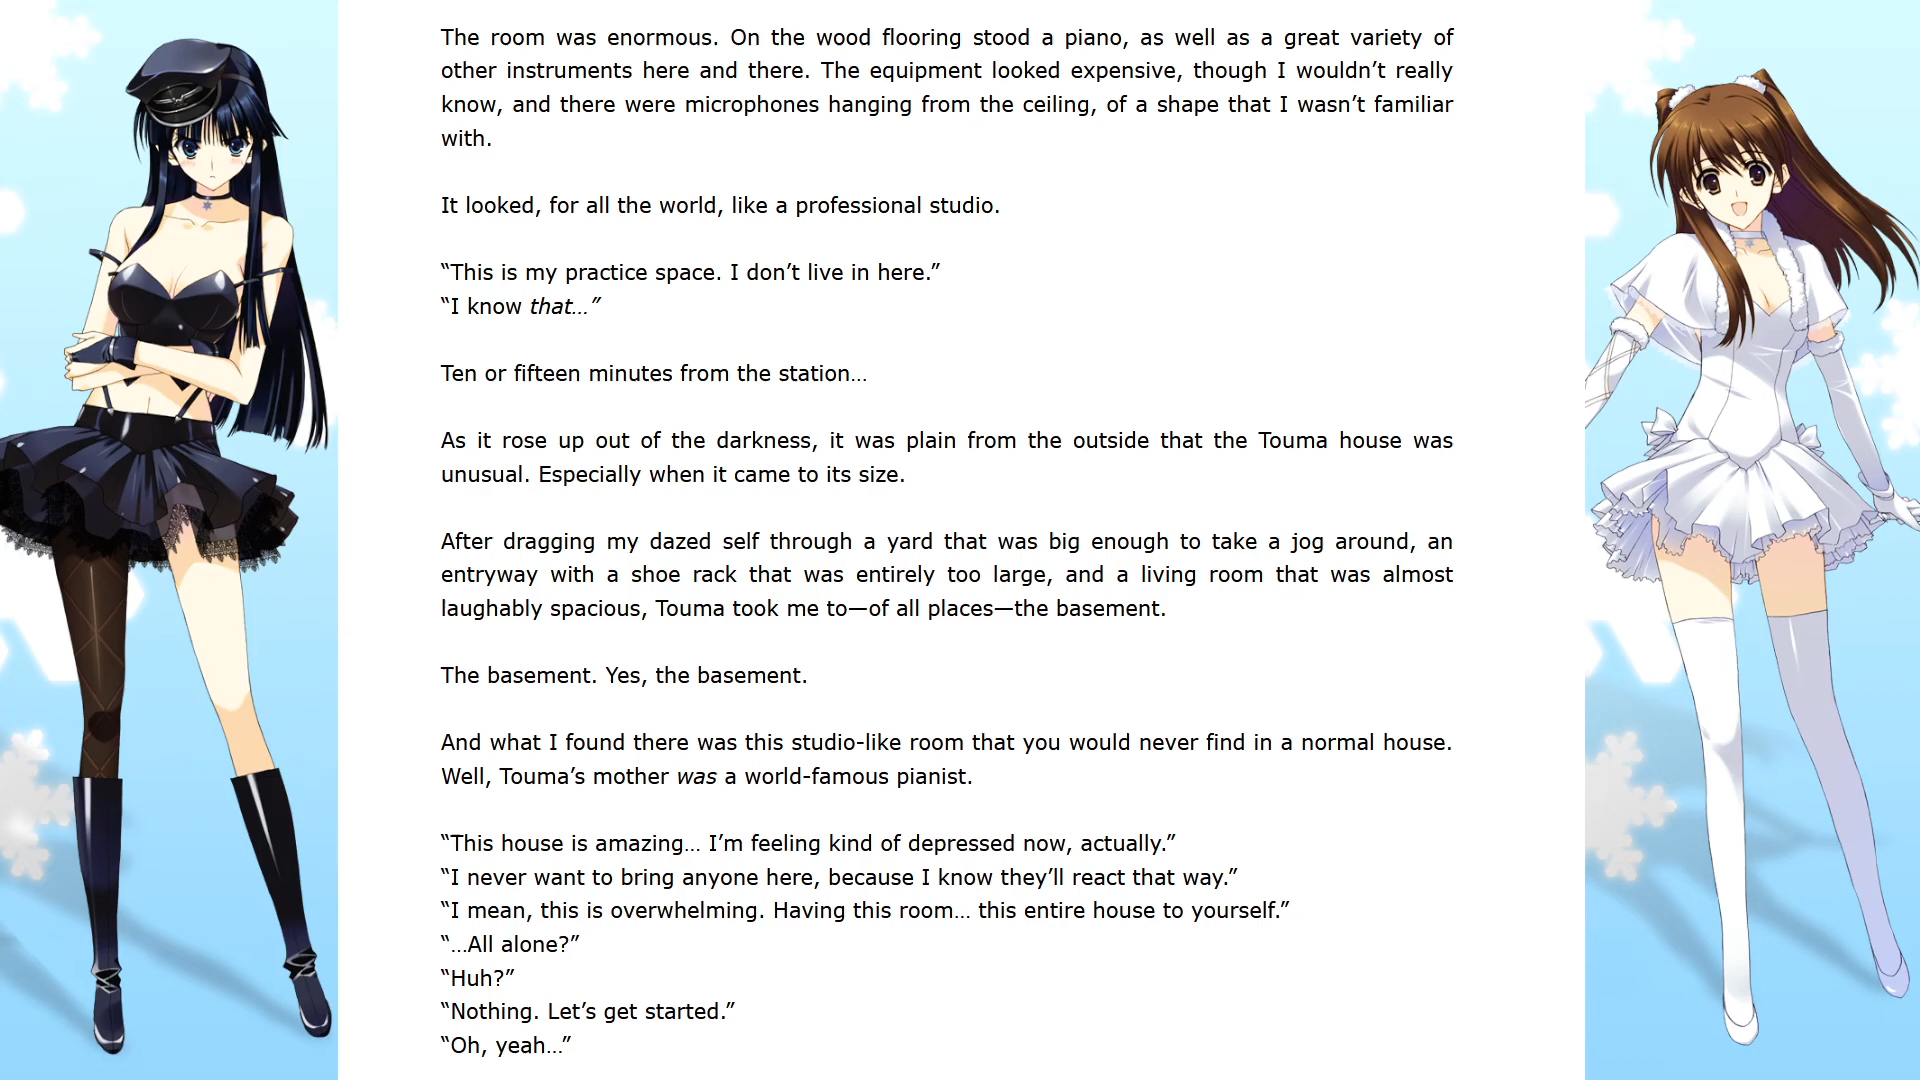 The room was enormous. On the wood flooring stood a piano, as well as a great variety of
other instruments here and there. The equipment looked expensive, though I wouldn’t really
know, and there were microphones hanging from the ceiling, of a shape that I wasn’t familiar
with.
It looked, for all the world, like a professional studio.
“This is my practice space. I don’t live in here.”
“I know that…”
Ten or fifteen minutes from the station…
As it rose up out of the darkness, it was plain from the outside that the Touma house was
unusual. Especially when it came to its size.
After dragging my dazed self through a yard that was big enough to take a jog around, an
entryway with a shoe rack that was entirely too large, and a living room that was almost
laughably spacious, Touma took me to—of all places—the basement.
The basement. Yes, the basement.
And what I found there was this studio-like room that you would never find in a normal house.
Well, Touma’s mother was a world-famous pianist.
“This house is amazing… I’m feeling kind of depressed now, actually.”
“I never want to bring anyone here, because I know they’ll react that way.”
“I mean, this is overwhelming. Having this room… this entire house to yourself.”
“…All alone?”
“Huh?”
“Nothing. Let’s get started.”
“Oh, yeah…”